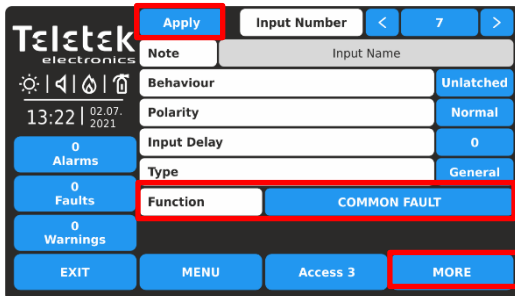 Teletek
electronics
13:22 | 02.07.
2021
0
Alarms
0
Faults
0
Warnings
EXIT
Apply Input Number < 7 >
Note Input Name
Behaviour Unlatched
Polarity Normal
Input Delay 0
Type General
Function COMMON FAULT
MENU Access 3 MORE